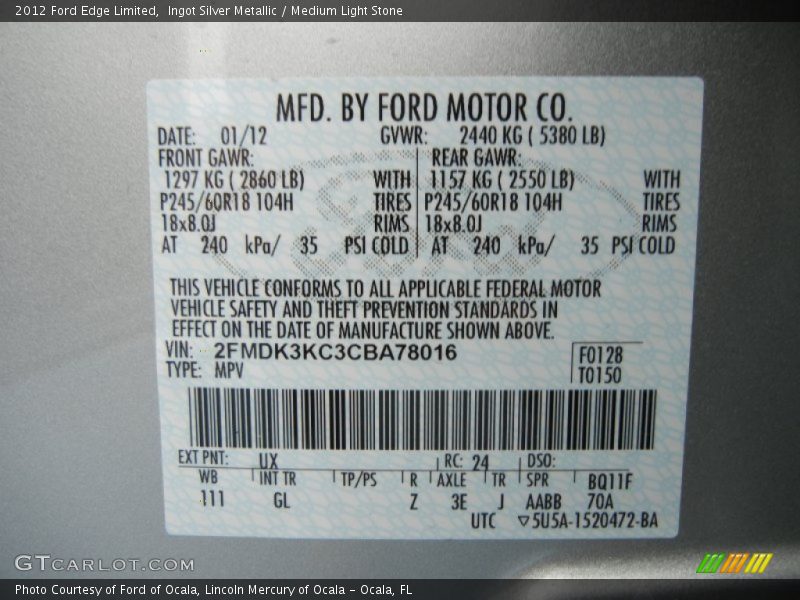 2012 Ford Edge Limited,  Ingot Silver Metallic / Medium Light Stone
MFD. BY FORD MOTOR CO.
DATE: 01/12 GVWR: 2440 KG ( 5380 LB)
FRONT GAWR: REAR GAWR:
1297 KG ( 2860 LB) WITH 1157 KG ( 2550 LB) WITH
P245/60R18 104H TIRES P245/60R18 104H TIRES
18x8.0J RIMS 18x8.0J RIMS
AT 240 kPa/ 35 PSI COLD AT 240 kPa/ 35 PSI COLD
THIS VEHICLE CONFORMS TO ALL APPLICABLE FEDERAL MOTOR
VEHICLE SAFETY AND THEFT PREVENTION STANDARDS IN
EFFECT ON THE DATE OF MANUFACTURE SHOWN ABOVE.
VIN: 2FMDK3KC3CBA78016 F0128
TYPE: MPV T0150
EXT PNT: UX RC: 24 DSO:
WB INT TR TP/PS R AXLE TR SPR BQ11F
111 GL Z 3E J AABB 70A
UTC ▽5U5A-1520472-BA
GTCARLOT.COM
Photo Courtesy of Ford of Ocala, Lincoln Mercury of Ocala – Ocala, FL